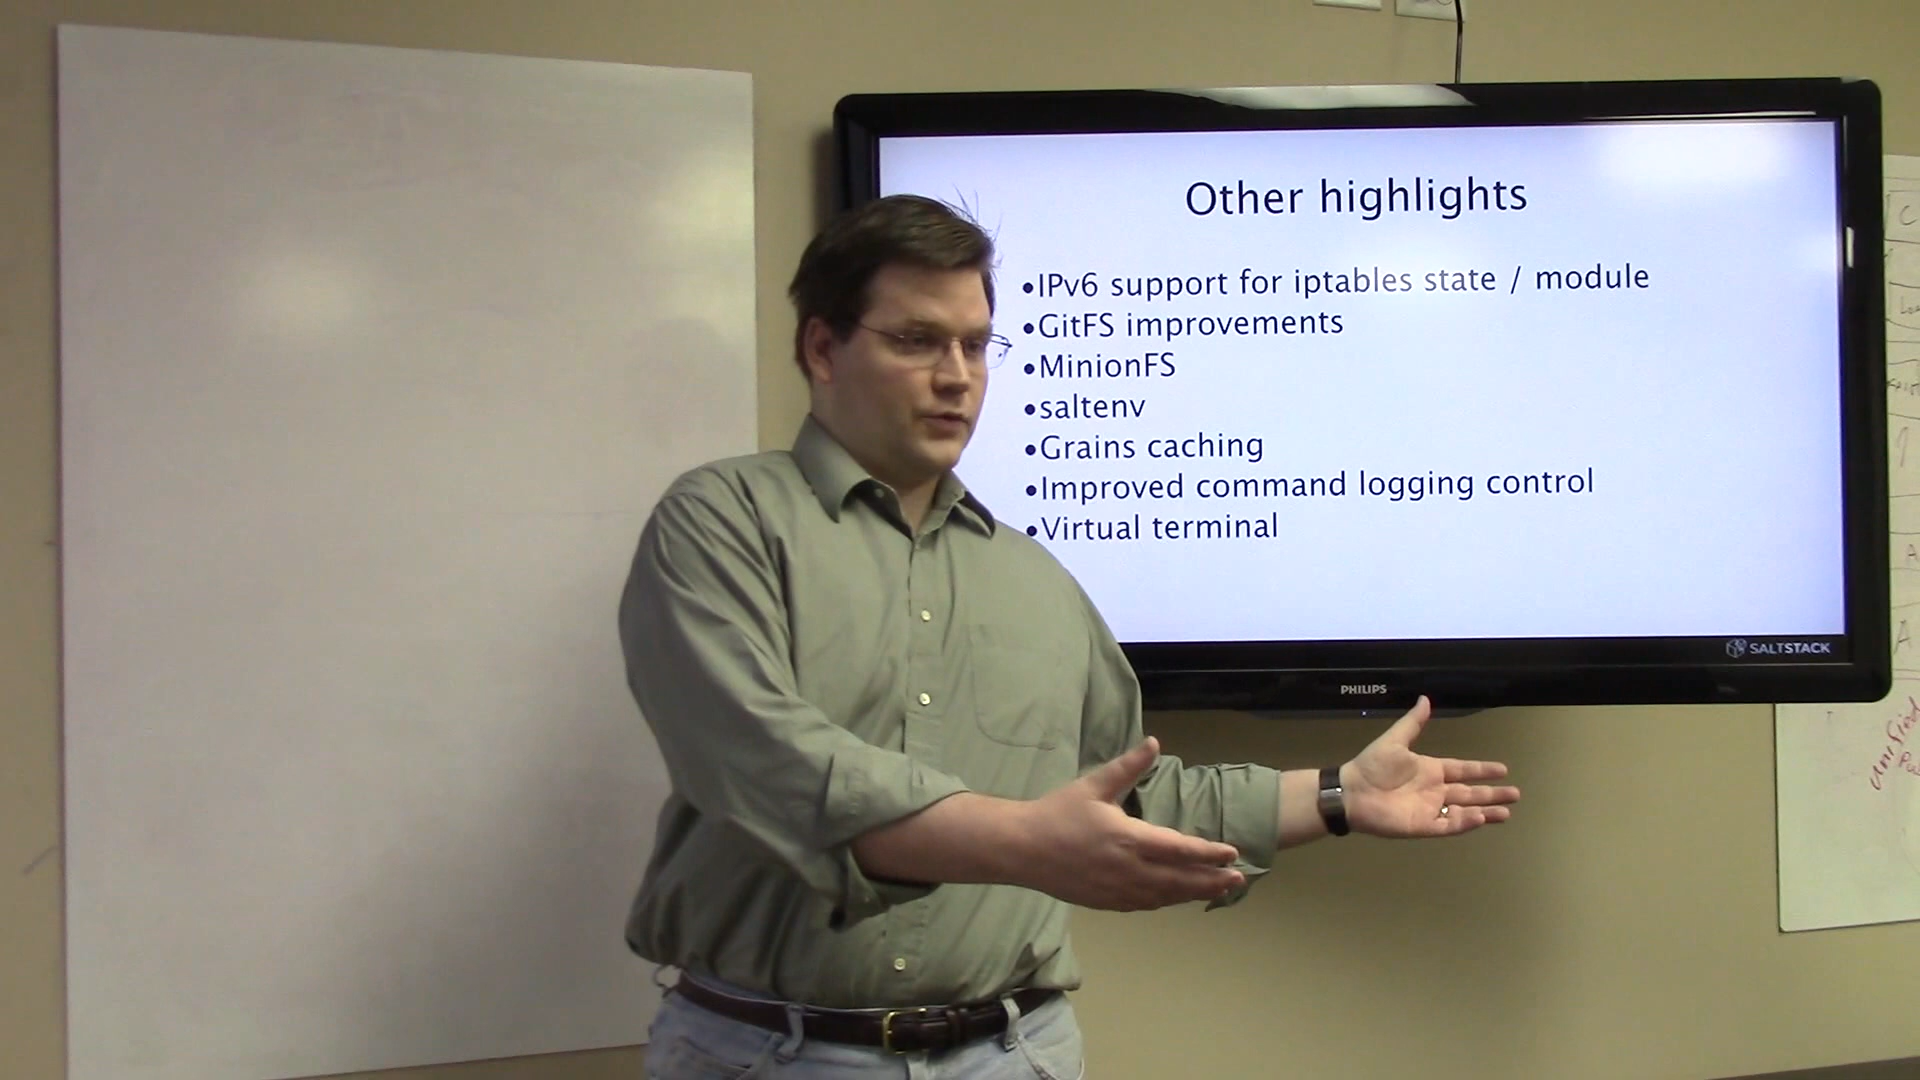 Other highlights
•IPv6 support for iptables state / module
•GitFS improvements
•MinionFS
•saltenv
•Grains caching
•Improved command logging control
•Virtual terminal
SALTSTACK
PHILIPS
unified